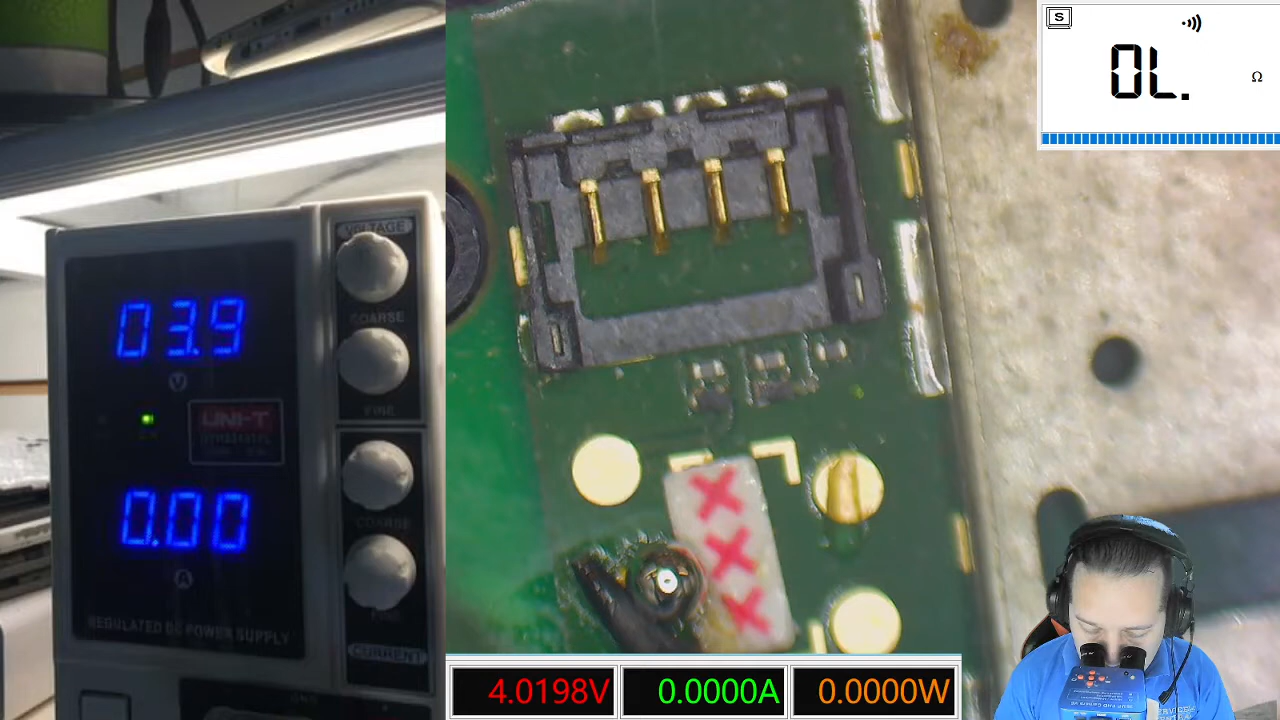 S
OL.
Ω
VOLTAGE
COARSE
FINE
03.9
V
UNI-T
0.00
A
COARSE
FINE
REGULATED DC POWER SUPPLY
CURRENT
4.0198V
0.0000A
0.0000W